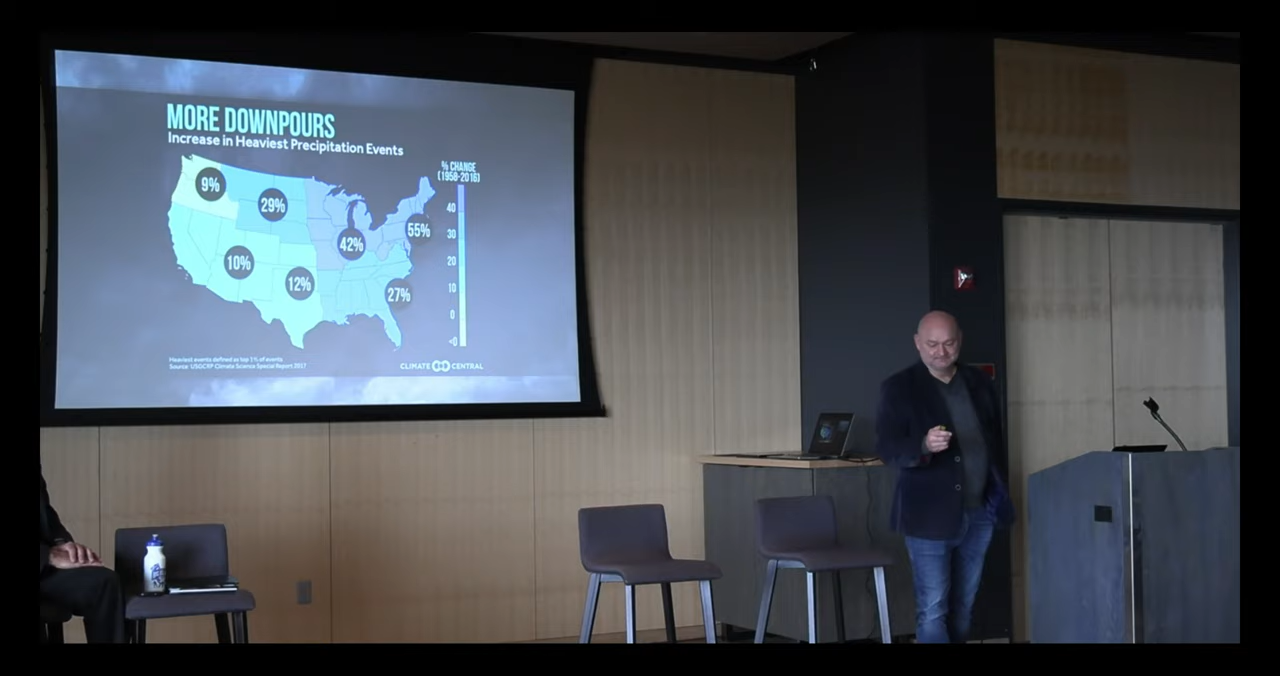 MORE DOWNPOURS
Increase in Heaviest Precipitation Events
% CHANGE
(1958-2016)
9%
29%
40
55%
30
42%
10%
20
12%
27%
10
0
<0
Heaviest events defined as top 1% of events
Source: USGCRP Climate Science Special Report 2017
CLIMATE CENTRAL